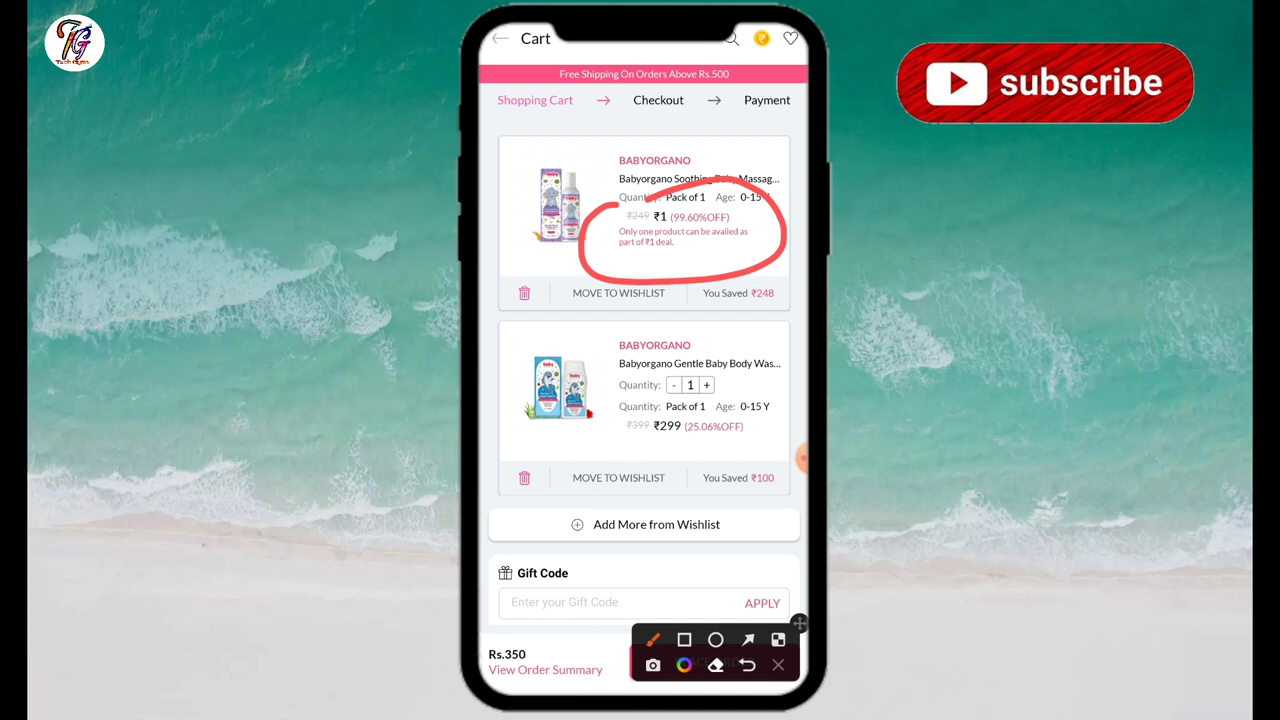 TG
Cart
subscribe
Free Shipping On Orders Above Rs.500
Shopping Cart → Checkout → Payment
BABYORGANO
Babyorgano Soothing Baby Massag...
Quantity: Pack of 1 Age: 0-15 Y
₹249 ₹1 (99.60%OFF)
Only one product can be availed as
part of ₹1 deal.
MOVE TO WISHLIST
You Saved ₹248
BABYORGANO
Babyorgano Gentle Baby Body Was...
Quantity: - 1 +
Quantity: Pack of 1 Age: 0-15 Y
₹399 ₹299 (25.06%OFF)
MOVE TO WISHLIST
You Saved ₹100
Add More from Wishlist
Gift Code
Enter your Gift Code
APPLY
Rs.350
View Order Summary